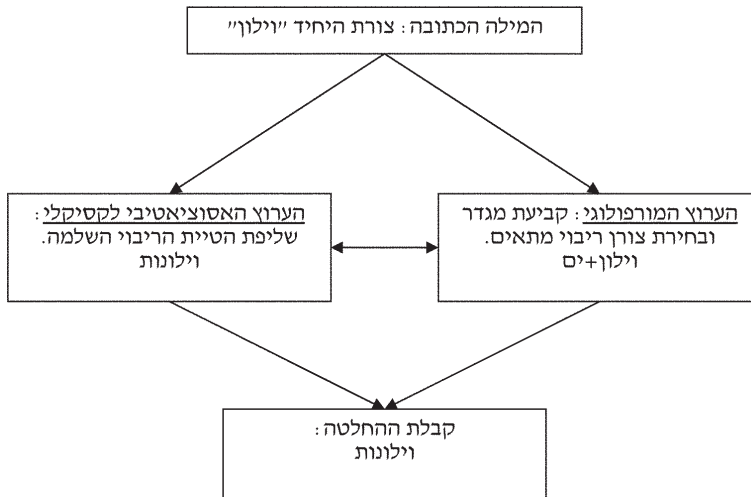 המילה הכתובה: צורת היחיד "וילון"
הערוץ המורפולוגי: קביעת מגדר
ובחירת צורן ריבוי מתאים.
וילון+ים
הערוץ האסוציאטיבי לקסיקלי:
שליפת הטיית הריבוי השלמה.
וילונות
קבלת ההחלטה:
וילונות